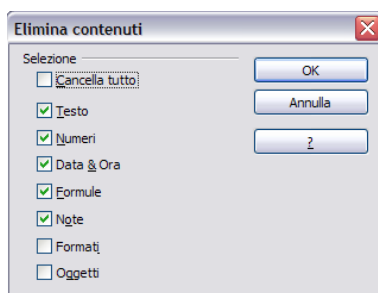 Elimina contenuti
Selezione
Cancella tutto
Testo
Numeri
Data & Ora
Formule
Note
Formati
Oggetti
OK
Annulla
?